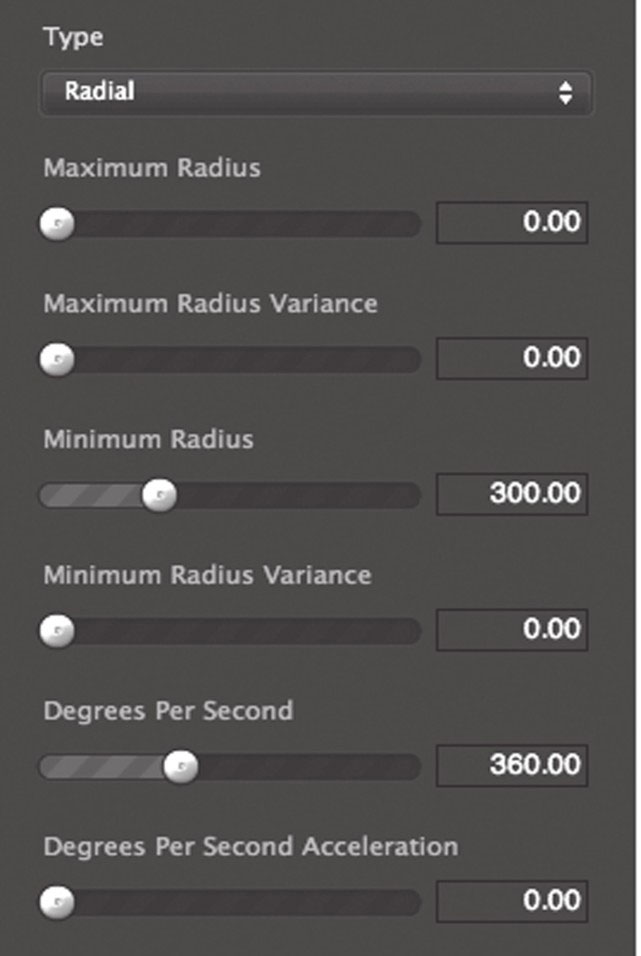 Type
Radial
Maximum Radius
0.00
Maximum Radius Variance
0.00
Minimum Radius
300.00
Minimum Radius Variance
0.00
Degrees Per Second
360.00
Degrees Per Second Acceleration
0.00